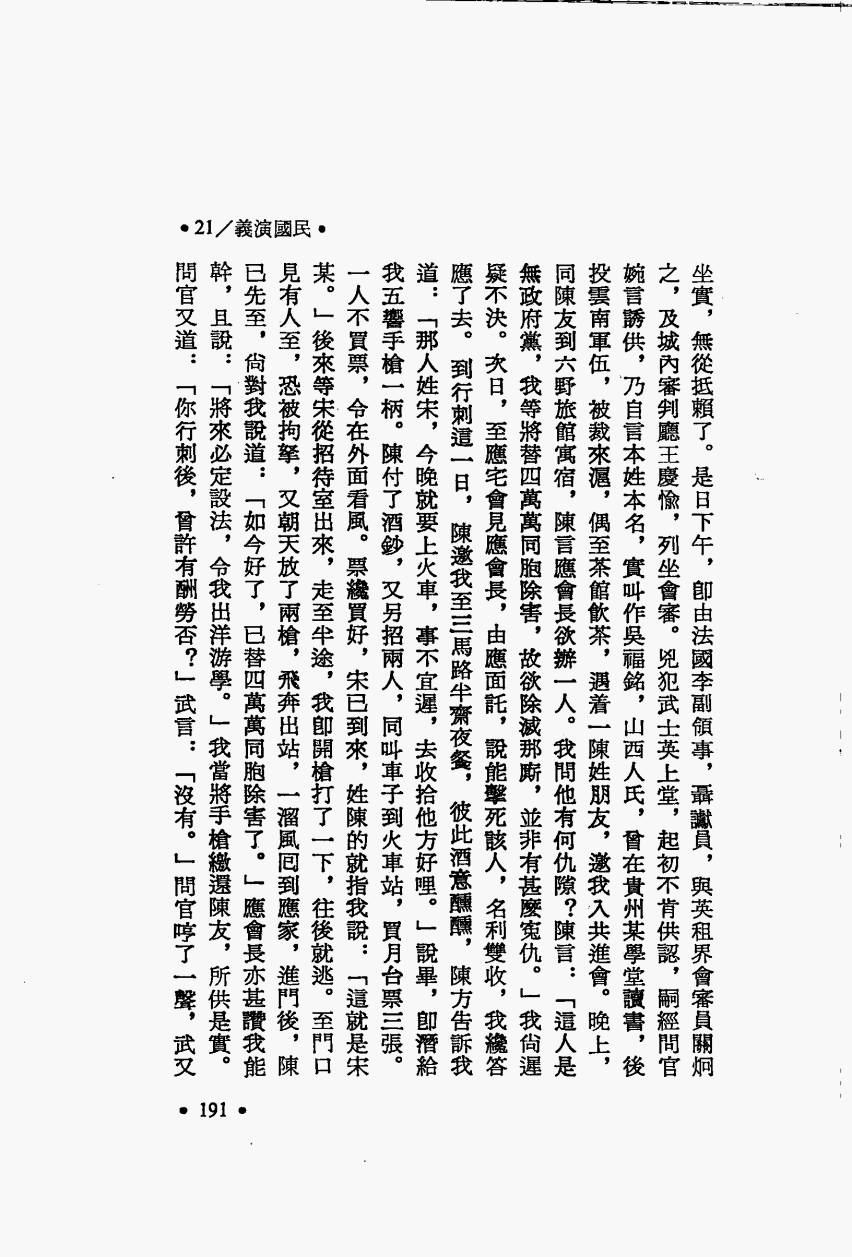 •21／義演國民•
坐實，無從抵賴了。是日下午，卽由法國李副領事，聶讞員，與英租界會審員關炯
之，及城內審判廳王慶愉，列坐會審。兇犯武士英上堂，起初不肯供認，嗣經問官
婉言誘供，乃自言本姓本名，實叫作吳福銘，山西人氏，曾在貴州某學堂讀書，後
投雲南軍伍，被裁來滬，偶至茶館飲茶，遇着一陳姓朋友，邀我入共進會。晚上，
同陳友到六野旅館寓宿，陳言應會長欲辦一人。我問他有何仇隙？陳言：「這人是
無政府黨，我等將替四萬萬同胞除害，故欲除滅那厮，並非有甚麼寃仇。」我尙遲
疑不決。次日，至應宅會見應會長，由應面託，說能擊死該人，名利雙收，我纔答
應了去。到行刺這一日，陳邀我至三馬路半齋夜餐，彼此酒意醺醺，陳方告訴我
道：「那人姓宋，今晚就要上火車，事不宜遲，去收拾他方好哩。」說畢，卽潛給
我五響手槍一柄。陳付了酒鈔，又另招兩人，同叫車子到火車站，買月台票三張。
一人不買票，令在外面看風。票纔買好，宋已到來，姓陳的就指我說：「這就是宋
某。」後來等宋從招待室出來，走至半途，我卽開槍打了一下，往後就逃。至門口
見有人至，恐被拘拏，又朝天放了兩槍，飛奔出站，一溜風囘到應家，進門後，陳
已先至，尙對我說道：「如今好了，已替四萬萬同胞除害了。」應會長亦甚讚我能
幹，且說：「將來必定設法，令我出洋游學。」我當將手槍繳還陳友，所供是實。
問官又道：「你行刺後，曾許有酬勞否？」武言：「沒有。」問官哼了一聲，武又
•191•